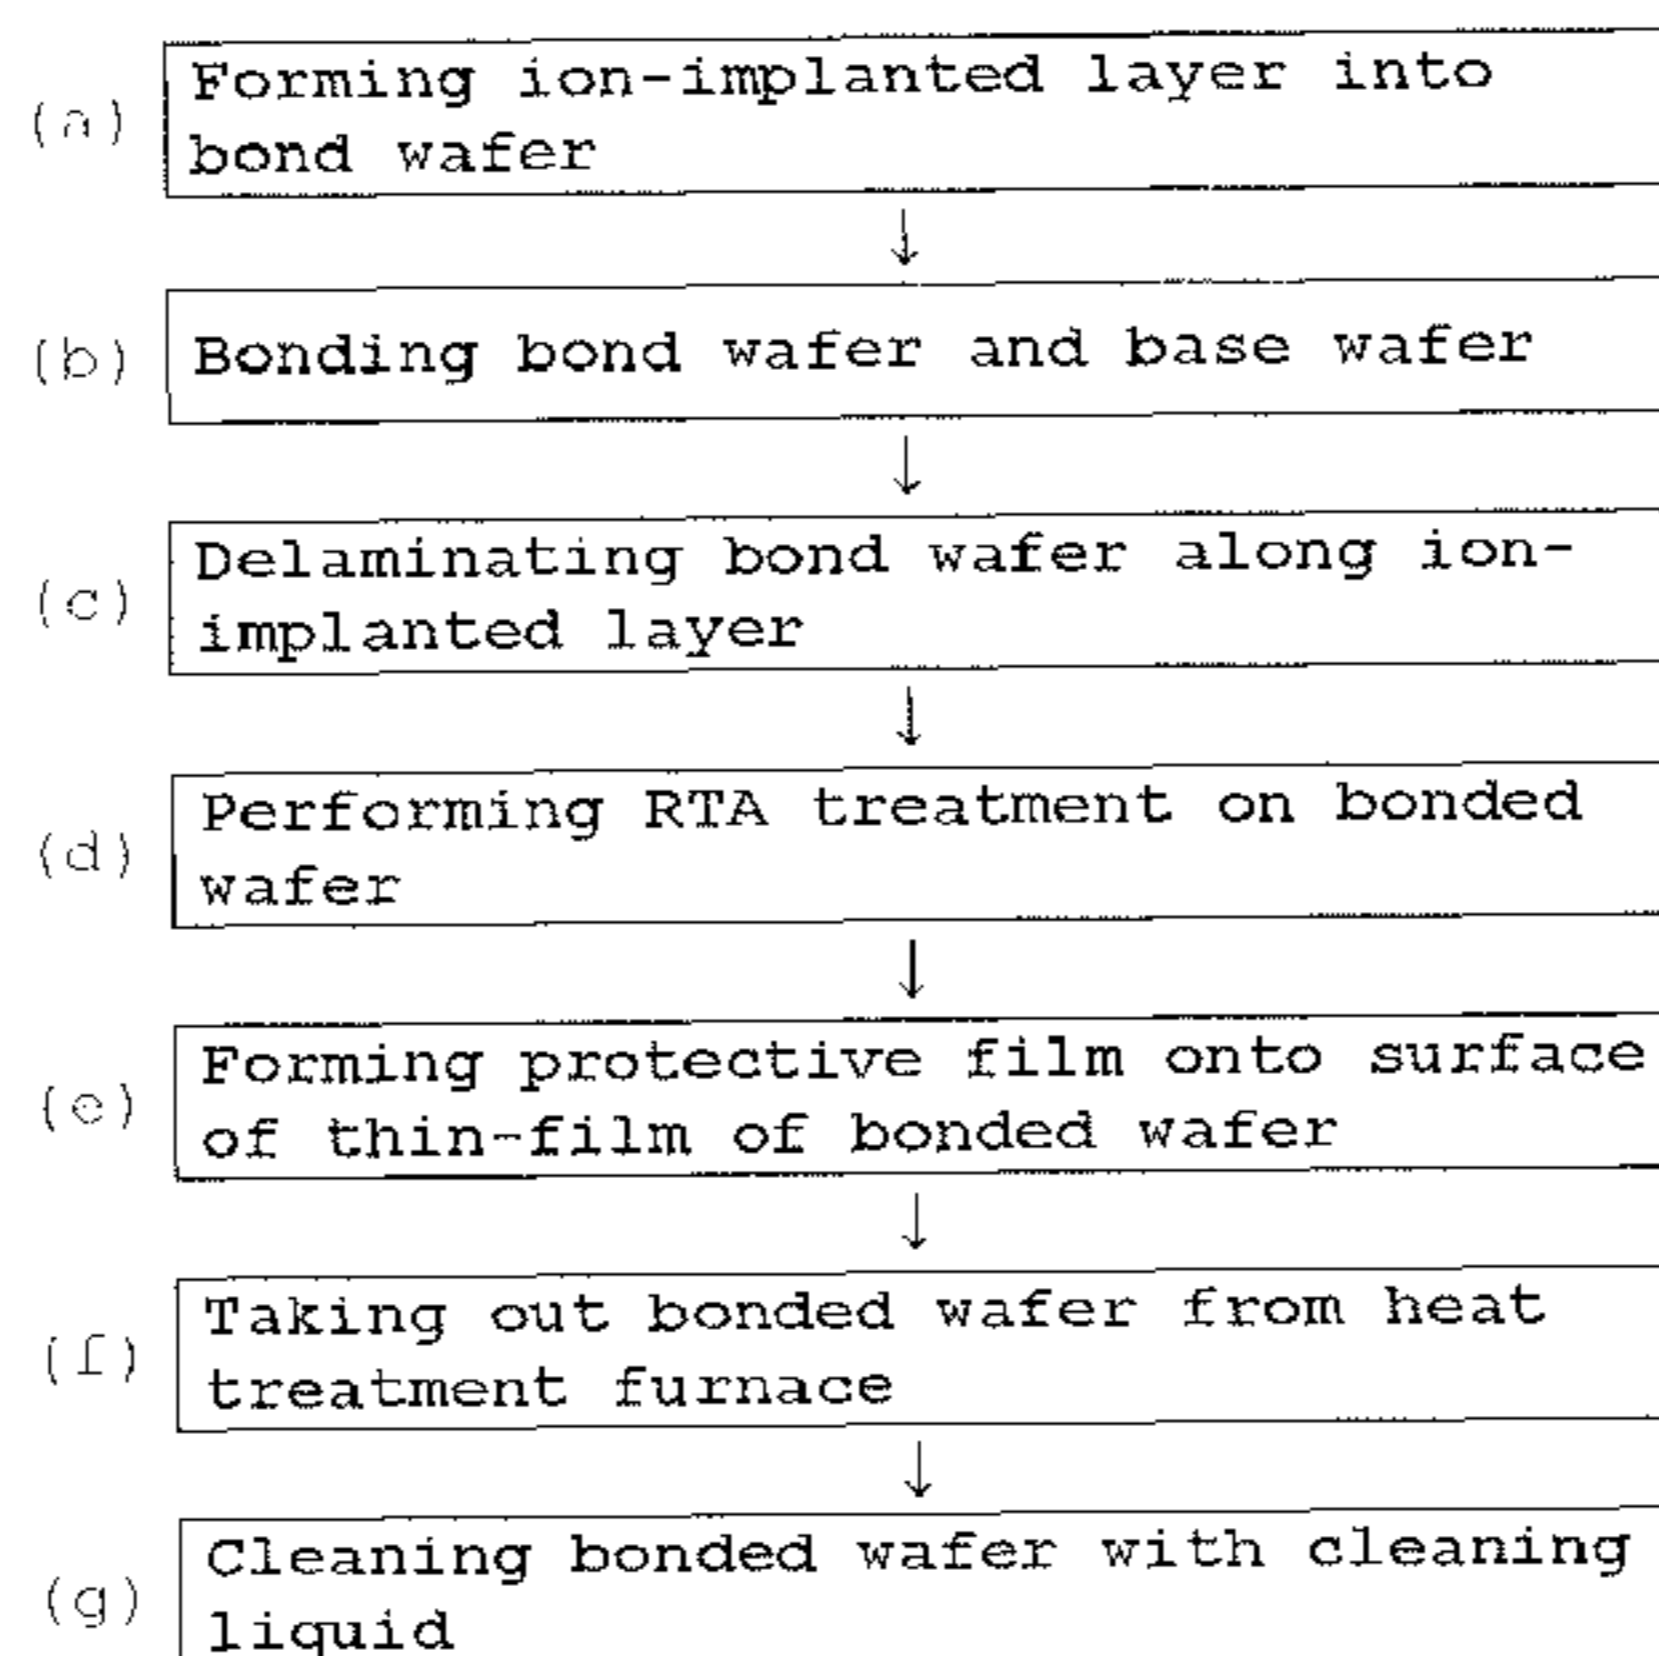 (a)
Forming ion-implanted layer into
bond wafer
(b)
Bonding bond wafer and base wafer
(c)
Delaminating bond wafer along ion-
implanted layer
(d)
Performing RTA treatment on bonded
wafer
(e)
Forming protective film onto surface
of thin-film of bonded wafer
(f)
Taking out bonded wafer from heat
treatment furnace
(g)
Cleaning bonded wafer with cleaning
liquid